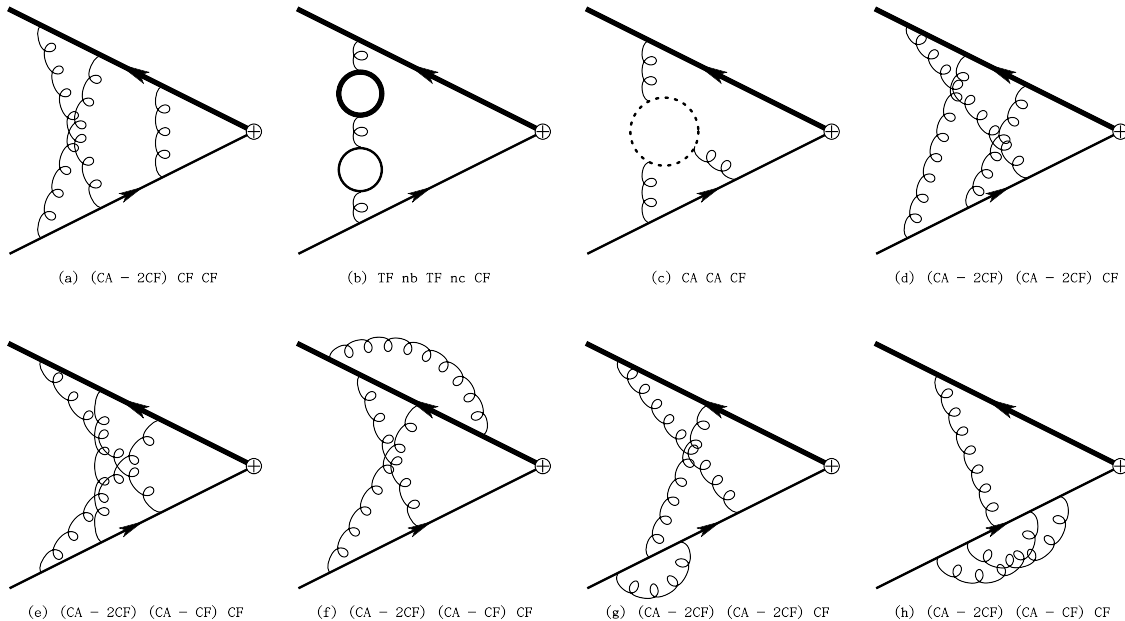 (a) (CA − 2CF) CF CF
(b) TF nb TF nc CF
(c) CA CA CF
(d) (CA − 2CF) (CA − 2CF) CF
(e) (CA − 2CF) (CA − CF) CF
(f) (CA − 2CF) (CA − CF) CF
(g) (CA − 2CF) (CA − 2CF) CF
(h) (CA − 2CF) (CA − CF) CF